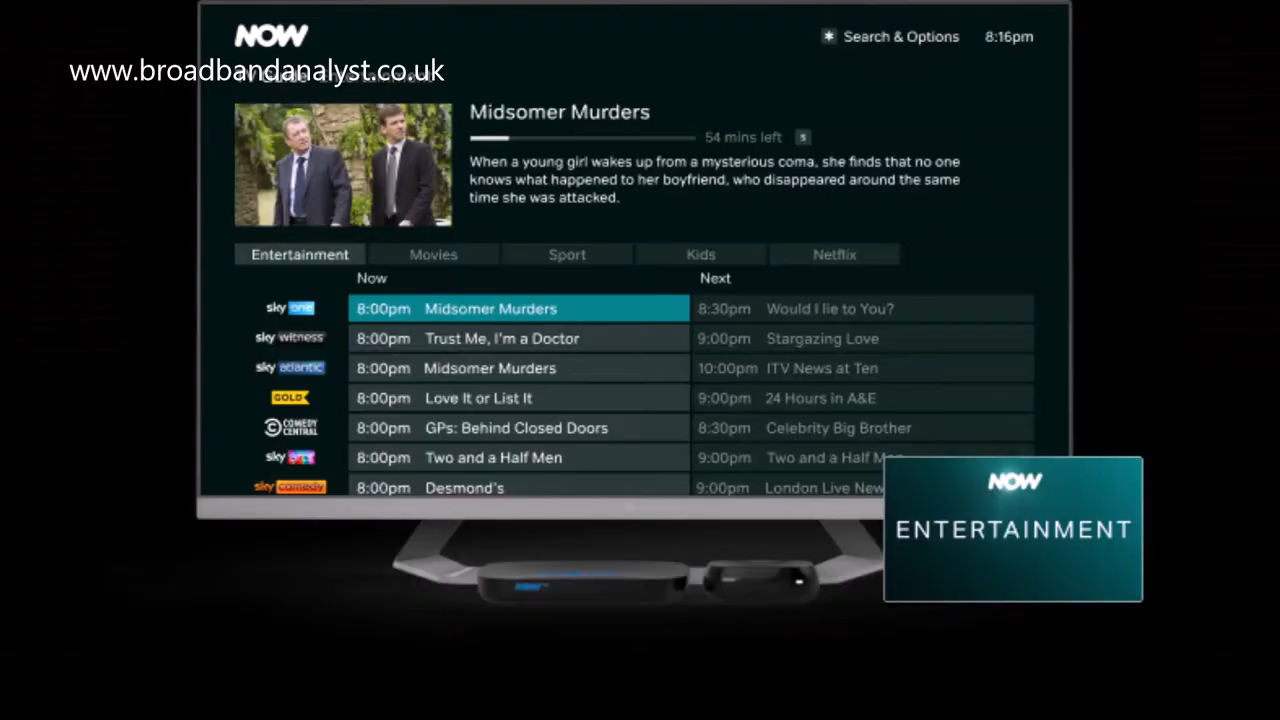 NOW
* Search & Options 8:16pm
www.broadbandanalyst.co.uk
Midsomer Murders
54 mins left S
When a young girl wakes up from a mysterious coma, she finds that no one
knows what happened to her boyfriend, who disappeared around the same
time she was attacked.
Entertainment Movies Sport Kids Netflix
Now Next
sky one 8:00pm Midsomer Murders 8:30pm Would I lie to You?
sky witness 8:00pm Trust Me, I'm a Doctor 9:00pm Stargazing Love
sky atlantic 8:00pm Midsomer Murders 10:00pm ITV News at Ten
GOLD 8:00pm Love It or List It 9:00pm 24 Hours in A&E
COMEDY CENTRAL 8:00pm GPs: Behind Closed Doors 8:30pm Celebrity Big Brother
sky 8:00pm Two and a Half Men 9:00pm Two and a Half
sky comedy 8:00pm Desmond's 9:00pm London Live New
NOW
ENTERTAINMENT